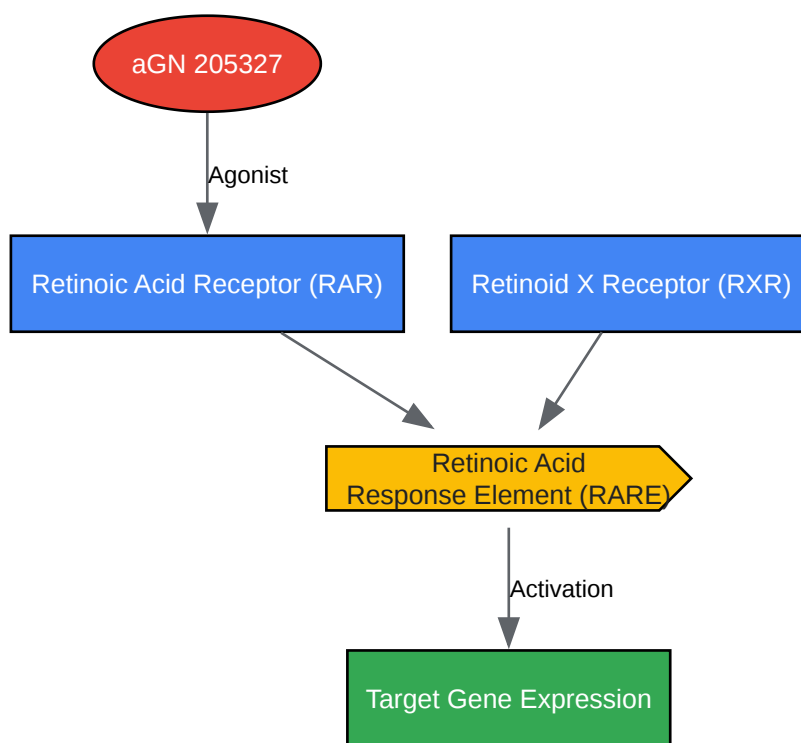 aGN 205327
Agonist
Retinoic Acid Receptor (RAR)
Retinoid X Receptor (RXR)
Retinoic Acid
Response Element (RARE)
Activation
Target Gene Expression